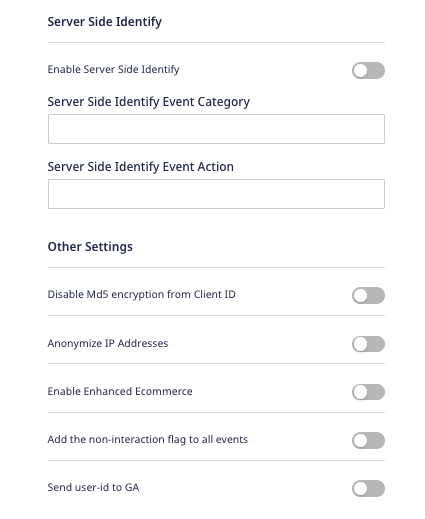 Server Side Identify
Enable Server Side Identify
Server Side Identify Event Category
Server Side Identify Event Action
Other Settings
Disable Md5 encryption from Client ID
Anonymize IP Addresses
Enable Enhanced Ecommerce
Add the non-interaction flag to all events
Send user-id to GA